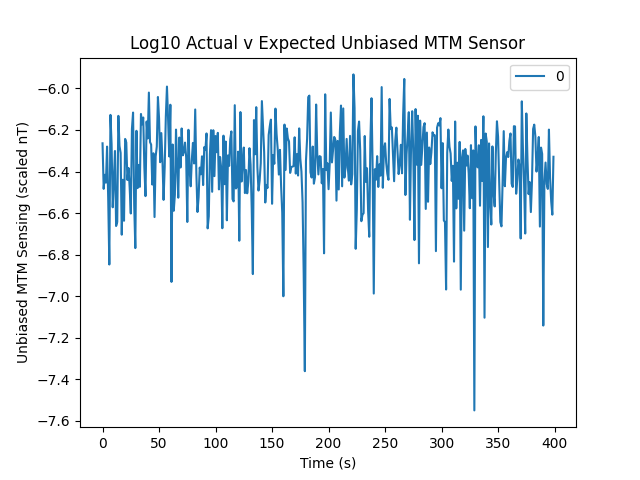 Log10 Actual v Expected Unbiased MTM Sensor
0
Unbiased MTM Sensing (scaled nT)
−6.0
−6.2
−6.4
−6.6
−6.8
−7.0
−7.2
−7.4
−7.6
0 50 100 150 200 250 300 350 400
Time (s)